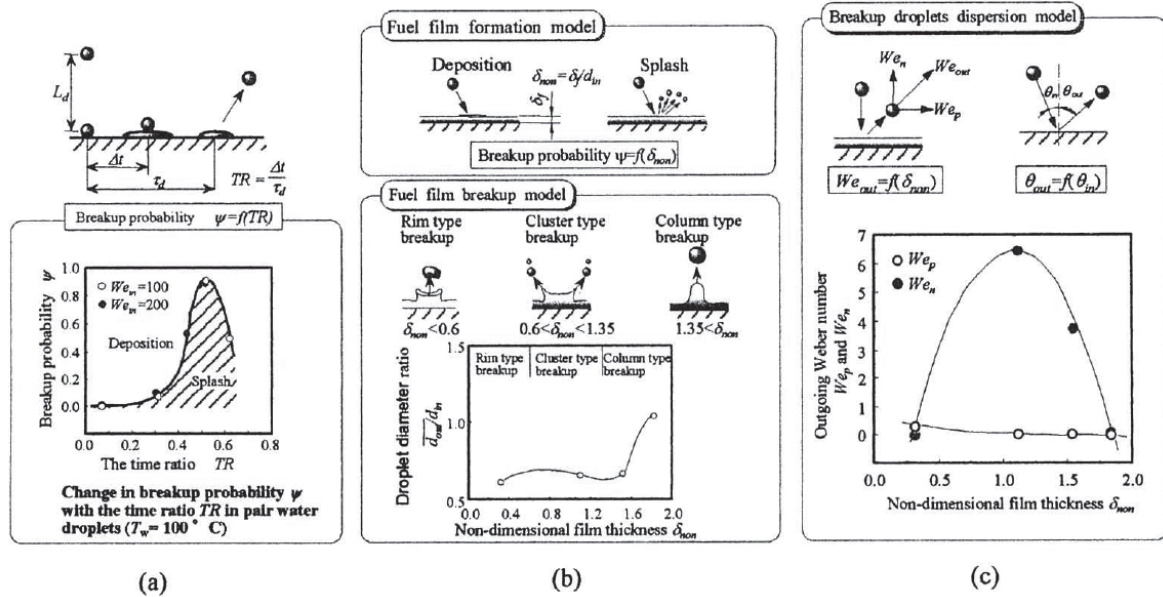 L_d
Δt
τ_d
TR = Δt/τ_d
Breakup probability ψ=f(TR)
Breakup probability ψ
1.0
0.8
0.6
0.4
0.2
0.0
We_in=100
We_in=200
Deposition
Splash
0.0 0.2 0.4 0.6 0.8
The time ratio TR
Change in breakup probability ψ
with the time ratio TR in pair water
droplets (T_w= 100 ° C)
(a)
Fuel film formation model
Deposition
δ_non=δ_f/d_in
Splash
δ_f
Breakup probability ψ=f(δ_non)
Fuel film breakup model
Rim type
breakup
Cluster type
breakup
Column type
breakup
δ_non<0.6
0.6<δ_non<1.35
1.35<δ_non
Droplet diameter ratio
d_out/d_in
1.5
1.0
0.5
Rim type
breakup
Cluster type
breakup
Column type
breakup
0.0 0.4 0.8 1.2 1.6 2.0
Non-dimensional film thickness δ_non
(b)
Breakup droplets dispersion model
We_n
We_out
We_p
θ_in
θ_out
We_out=f(δ_non)
θ_out=f(θ_in)
Outgoing Weber number
We_p and We_n
7
6
5
4
3
2
1
0
We_p
We_n
0.0 0.5 1.0 1.5 2.0
Non-dimensional film thickness δ_non
(c)